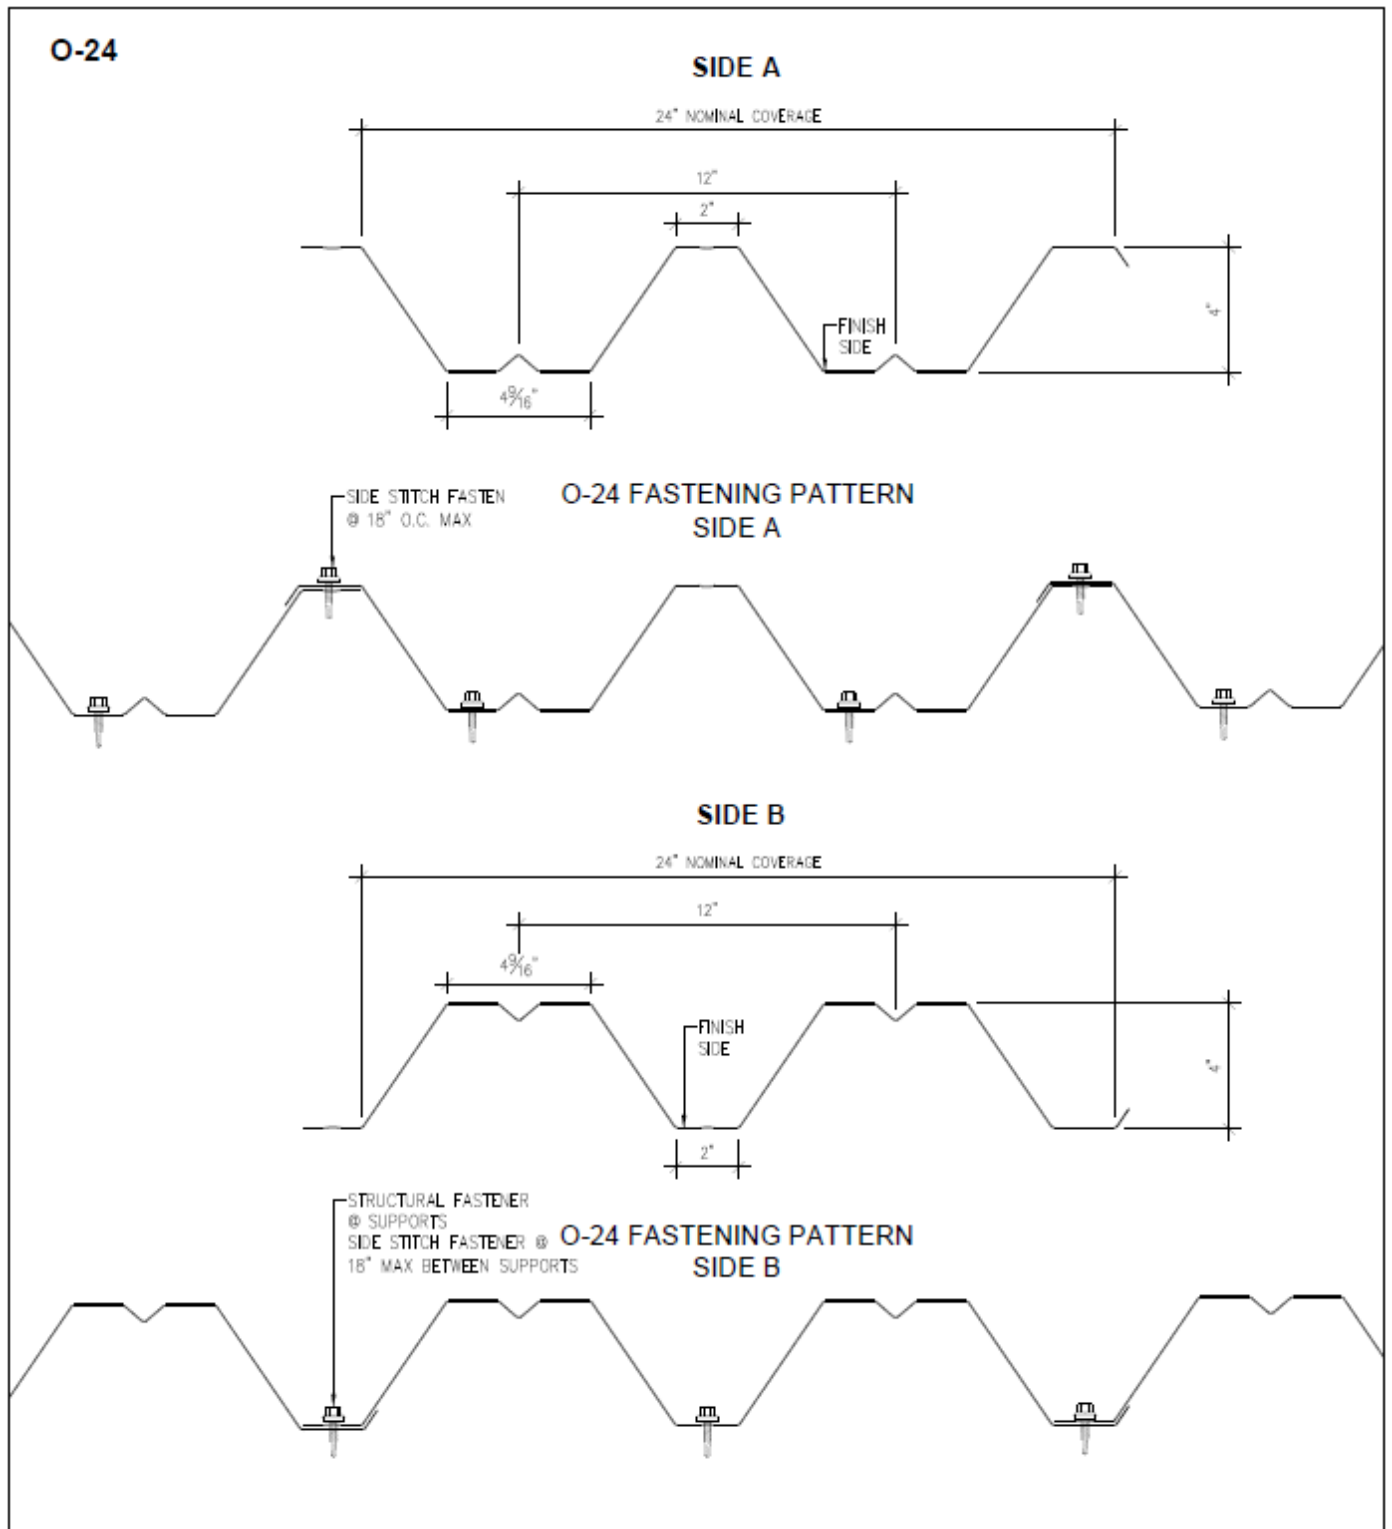 O-24
SIDE A
24" NOMINAL COVERAGE
12"
2"
4"
FINISH
SIDE
4 9/16"
SIDE STITCH FASTEN
@ 18" O.C. MAX
O-24 FASTENING PATTERN
SIDE A
SIDE B
24" NOMINAL COVERAGE
12"
4 9/16"
FINISH
SIDE
4"
2"
STRUCTURAL FASTENER
@ SUPPORTS
SIDE STITCH FASTENER @
18" MAX BETWEEN SUPPORTS
O-24 FASTENING PATTERN
SIDE B